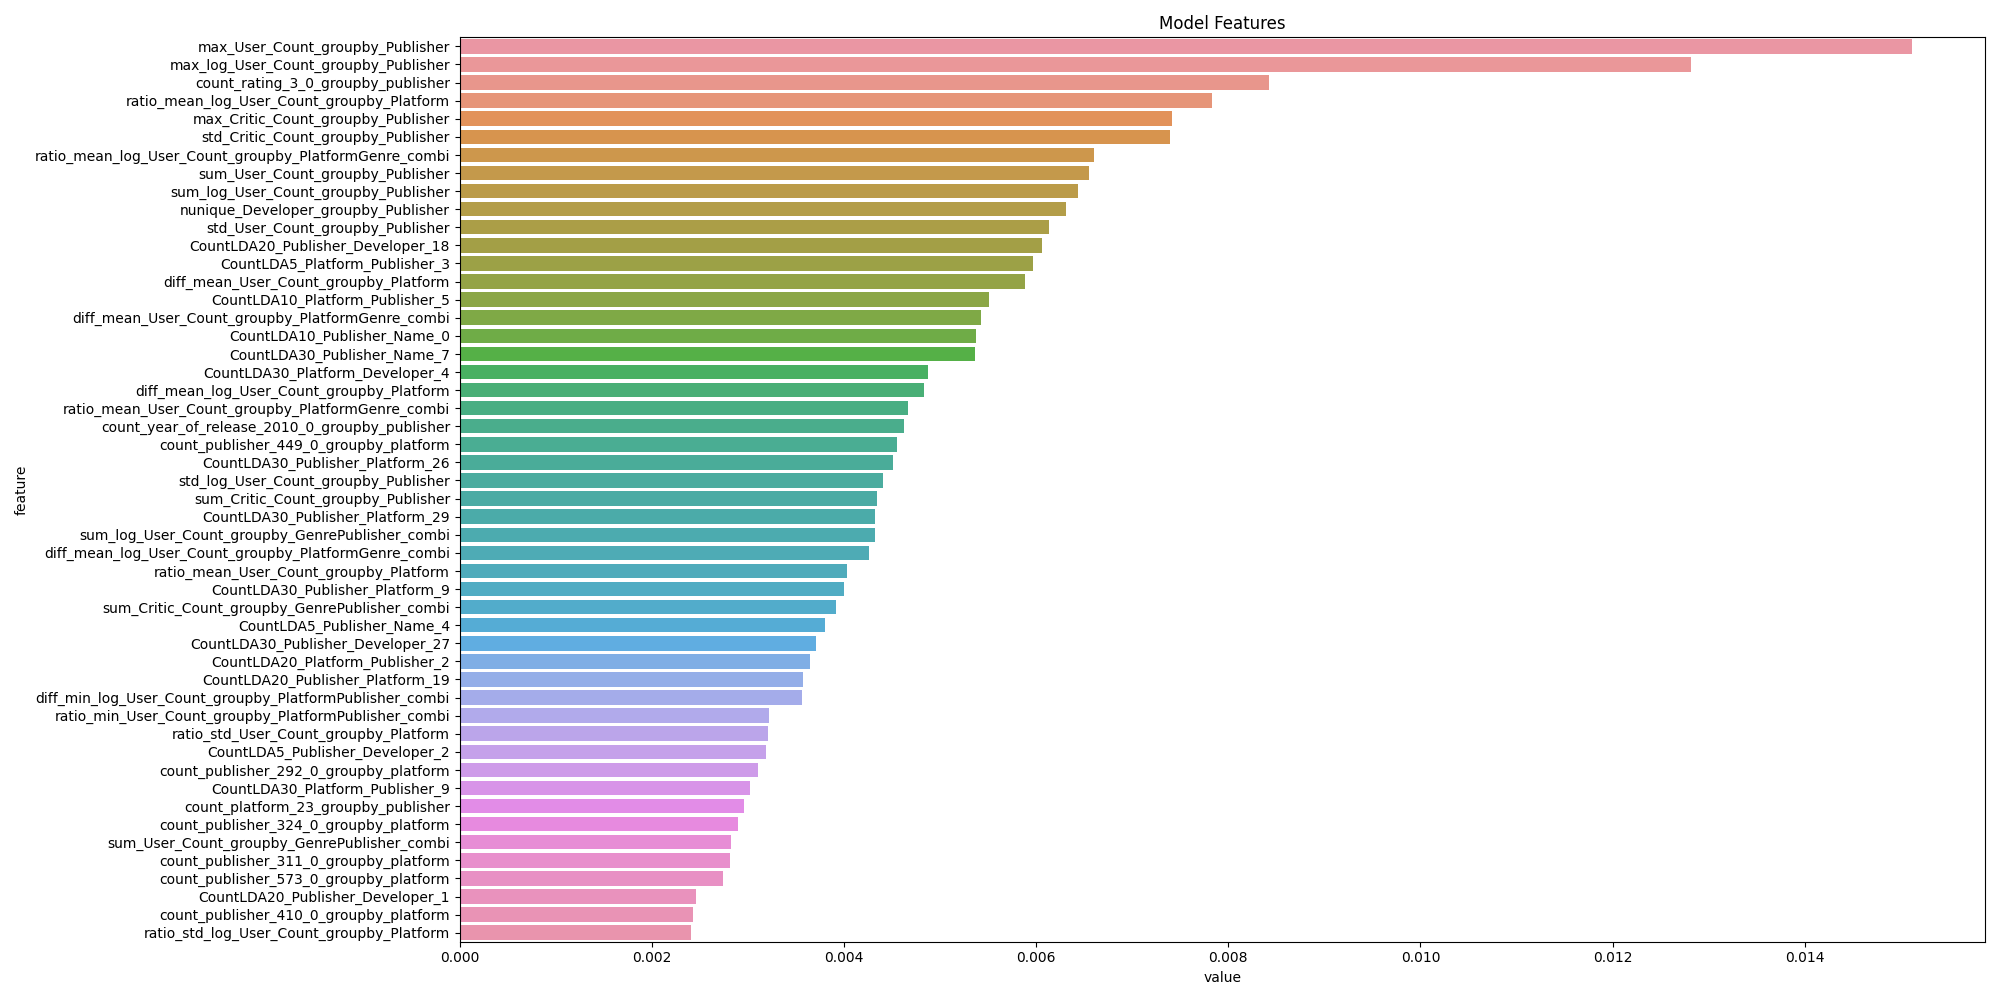 Model Features
max_User_Count_groupby_Publisher
max_log_User_Count_groupby_Publisher
count_rating_3_0_groupby_publisher
ratio_mean_log_User_Count_groupby_Platform
max_Critic_Count_groupby_Publisher
std_Critic_Count_groupby_Publisher
ratio_mean_log_User_Count_groupby_PlatformGenre_combi
sum_User_Count_groupby_Publisher
sum_log_User_Count_groupby_Publisher
nunique_Developer_groupby_Publisher
std_User_Count_groupby_Publisher
CountLDA20_Publisher_Developer_18
CountLDA5_Platform_Publisher_3
diff_mean_User_Count_groupby_Platform
CountLDA10_Platform_Publisher_5
diff_mean_User_Count_groupby_PlatformGenre_combi
CountLDA10_Publisher_Name_0
CountLDA30_Publisher_Name_7
CountLDA30_Platform_Developer_4
diff_mean_log_User_Count_groupby_Platform
ratio_mean_User_Count_groupby_PlatformGenre_combi
count_year_of_release_2010_0_groupby_publisher
count_publisher_449_0_groupby_platform
CountLDA30_Publisher_Platform_26
std_log_User_Count_groupby_Publisher
sum_Critic_Count_groupby_Publisher
CountLDA30_Publisher_Platform_29
sum_log_User_Count_groupby_GenrePublisher_combi
diff_mean_log_User_Count_groupby_PlatformGenre_combi
ratio_mean_User_Count_groupby_Platform
CountLDA30_Publisher_Platform_9
sum_Critic_Count_groupby_GenrePublisher_combi
CountLDA5_Publisher_Name_4
CountLDA30_Publisher_Developer_27
CountLDA20_Platform_Publisher_2
CountLDA20_Publisher_Platform_19
diff_min_log_User_Count_groupby_PlatformPublisher_combi
ratio_min_User_Count_groupby_PlatformPublisher_combi
ratio_std_User_Count_groupby_Platform
CountLDA5_Publisher_Developer_2
count_publisher_292_0_groupby_platform
CountLDA30_Platform_Publisher_9
count_platform_23_groupby_publisher
count_publisher_324_0_groupby_platform
sum_User_Count_groupby_GenrePublisher_combi
count_publisher_311_0_groupby_platform
count_publisher_573_0_groupby_platform
CountLDA20_Publisher_Developer_1
count_publisher_410_0_groupby_platform
ratio_std_log_User_Count_groupby_Platform
feature
0.000 0.002 0.004 0.006 0.008 0.010 0.012 0.014
value